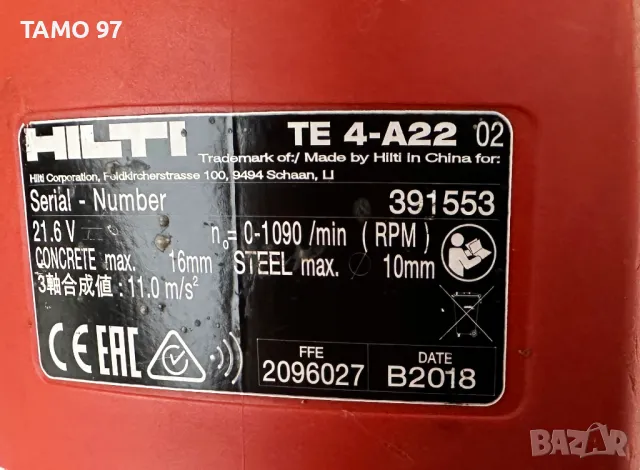 ТАМО 97
HILTI TE 4-A22 02
Trademark of:/ Made by Hilti in China for:
Hilti Corporation, Feldkircherstrasse 100, 9494 Schaan, LI
Serial - Number 391553
21.6 V n₀= 0-1090 /min (RPM)
CONCRETE max. 16mm STEEL max. ∅ 10mm
3軸合成値: 11.0 m/s²
CE EAC
FFE DATE
2096027 B2018
BAZAR